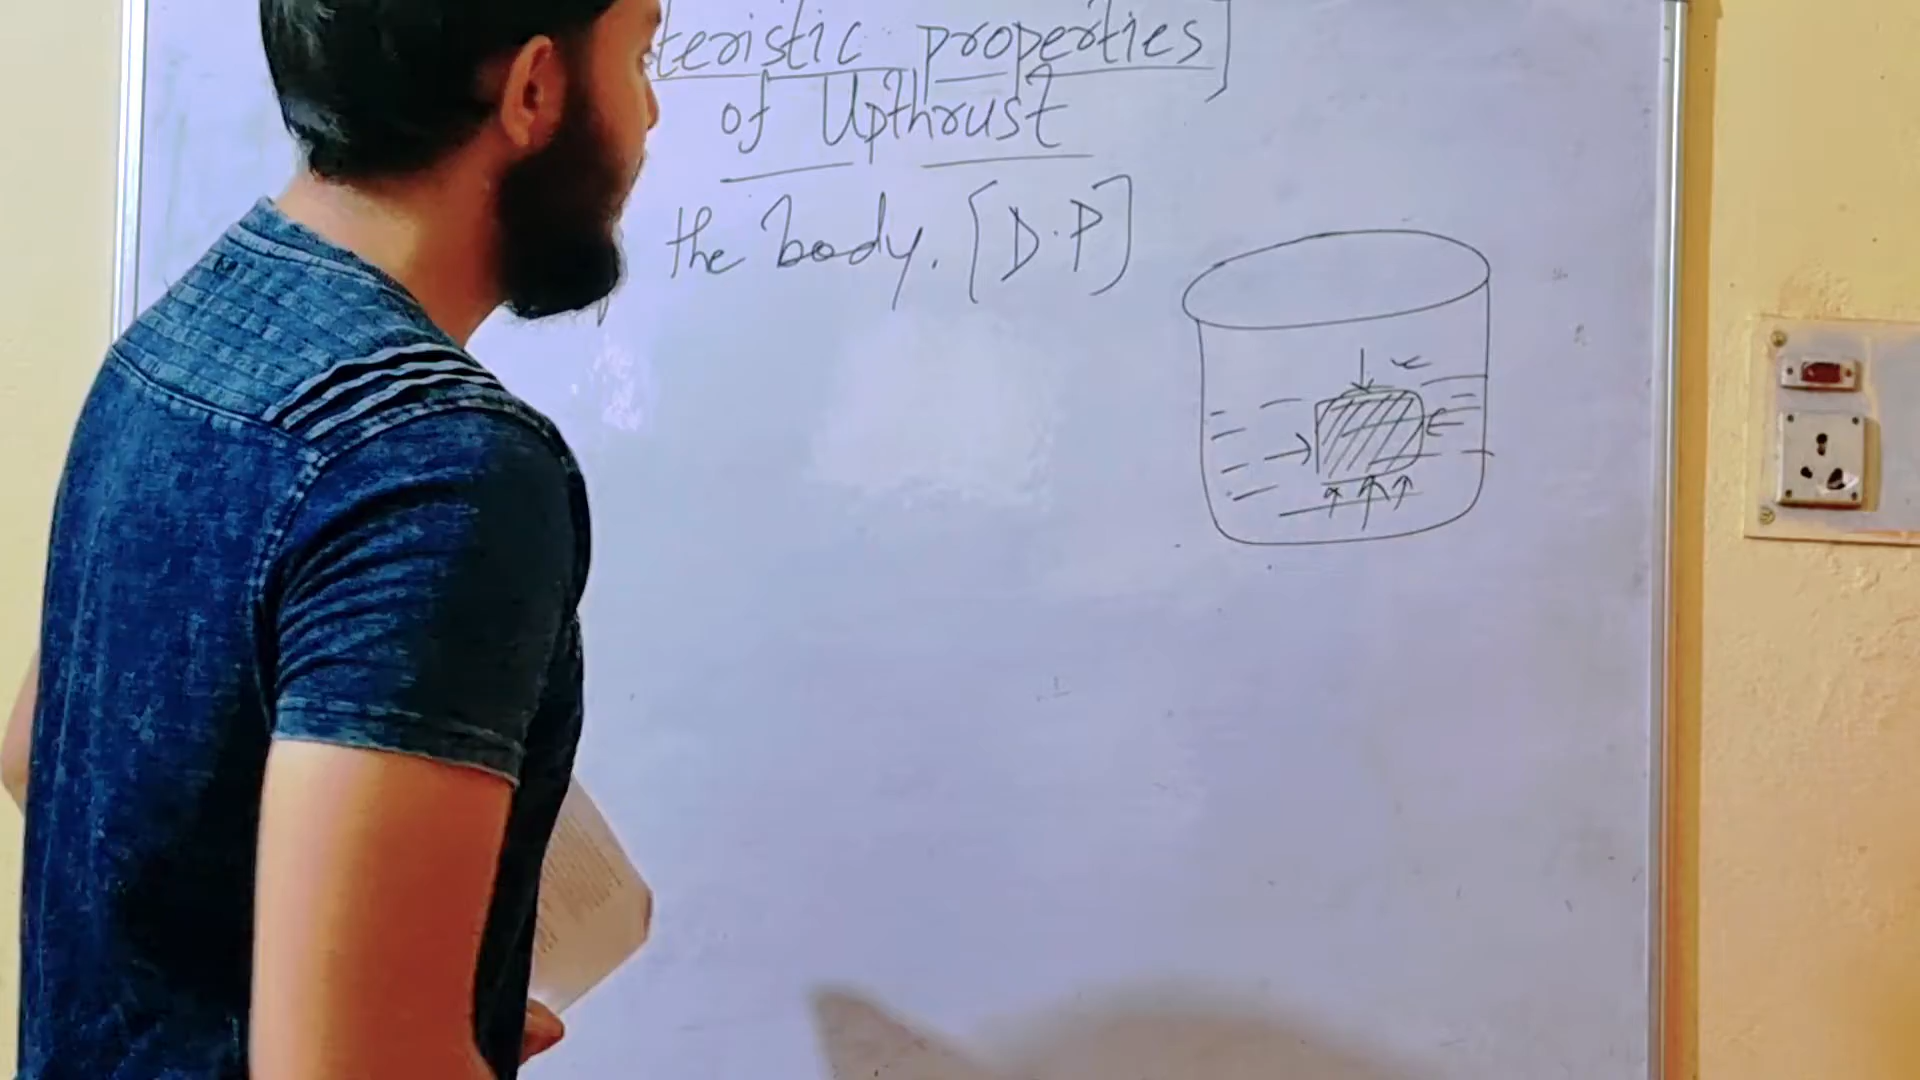 teristic properties]
of Upthrust
the body. [D.P]